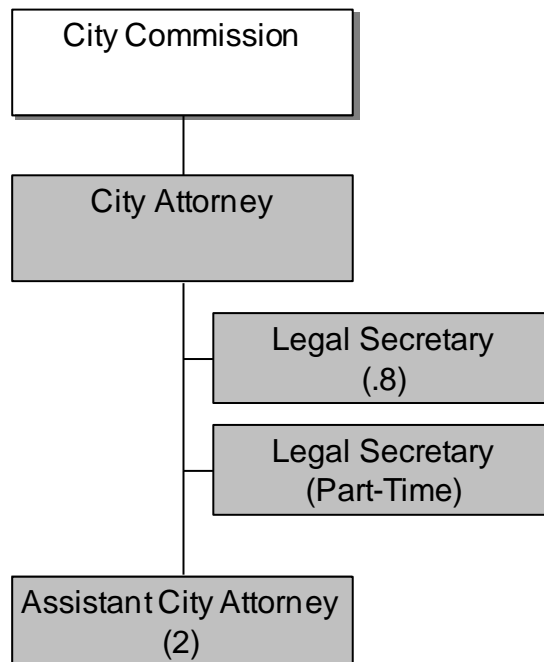 City Commission
City Attorney
Legal Secretary
(.8)
Legal Secretary
(Part-Time)
Assistant City Attorney
(2)